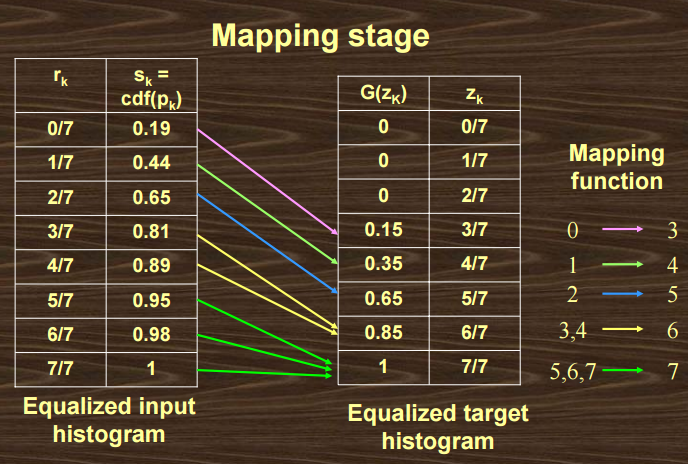 Mapping stage
rₖ sₖ = cdf(pₖ)
0/7 0.19
1/7 0.44
2/7 0.65
3/7 0.81
4/7 0.89
5/7 0.95
6/7 0.98
7/7 1
Equalized input
histogram
G(z_K) zₖ
0 0/7
0 1/7
0 2/7
0.15 3/7
0.35 4/7
0.65 5/7
0.85 6/7
1 7/7
Equalized target
histogram
Mapping
function
0 → 3
1 → 4
2 → 5
3,4 → 6
5,6,7 → 7